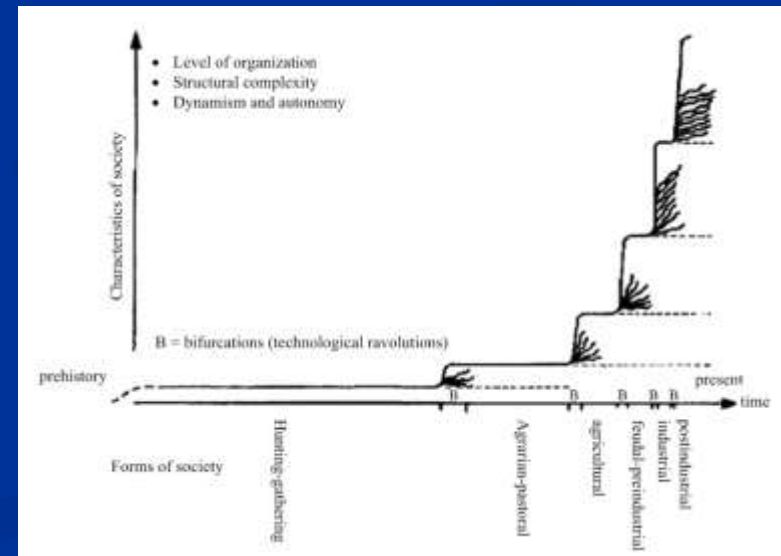 • Level of organization
• Structural complexity
• Dynamism and autonomy
Characteristics of society
B = bifurcations (technological ravolutions)
prehistory
present
B
B
B
B
B
time
Forms of society
Hunting-gathering
Agrarian-pastoral
agricultural
feudal-preindustrial
industrial
postindustrial